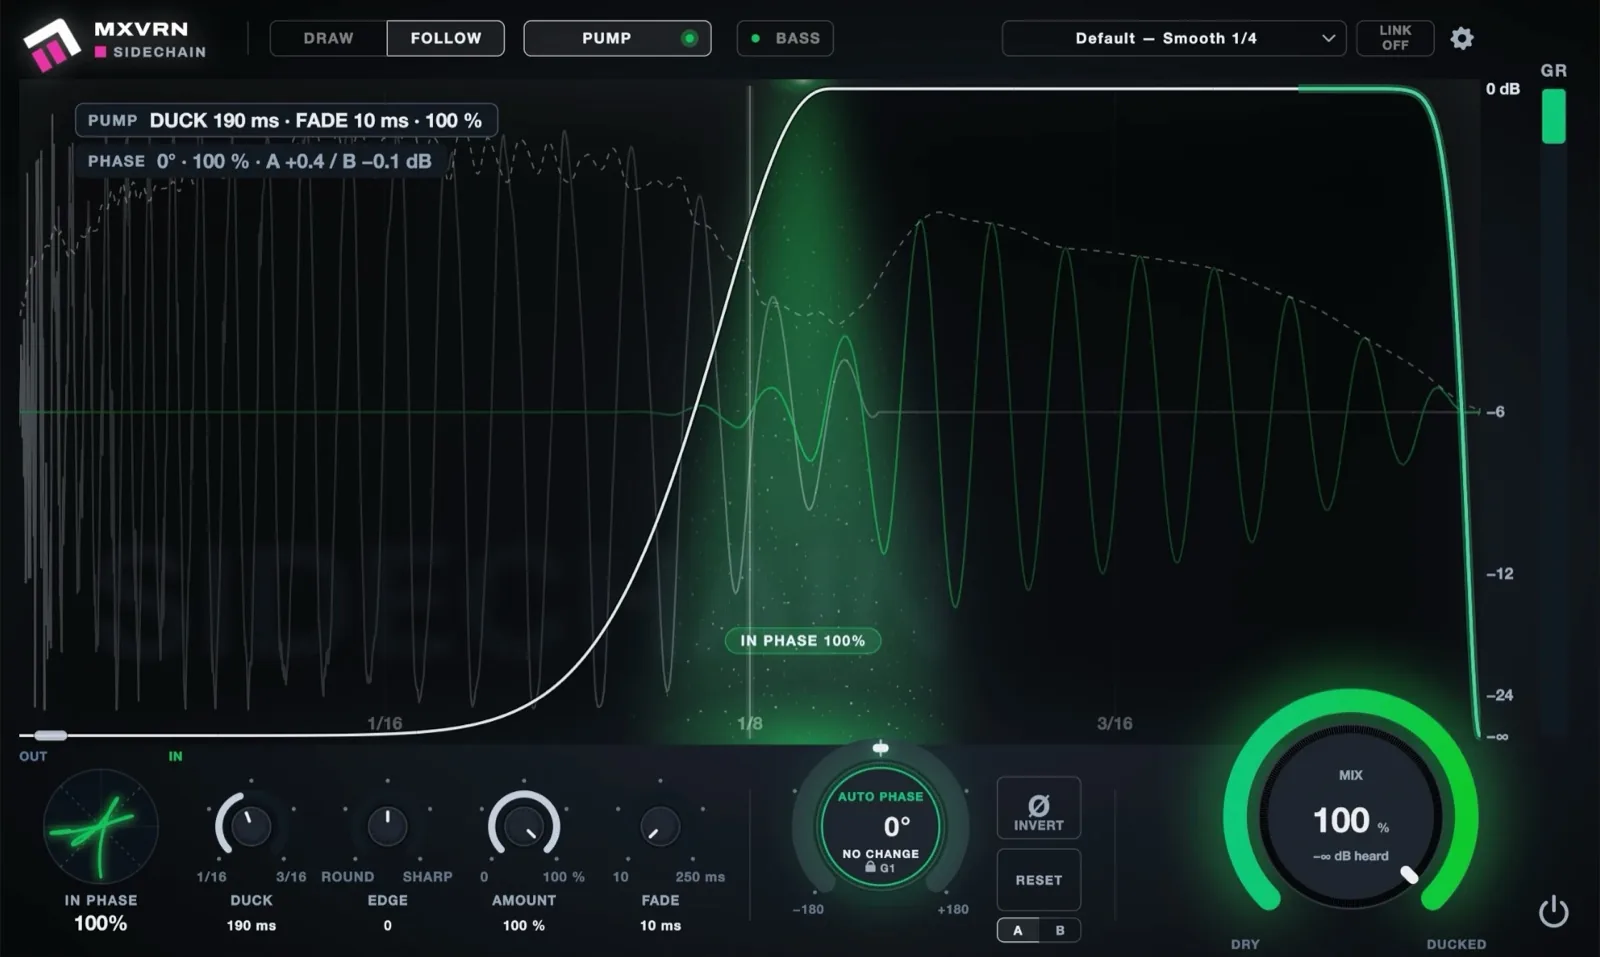 MXVRN
SIDECHAIN
DRAW
FOLLOW
PUMP
BASS
Default — Smooth 1/4
LINK
OFF
GR
0 dB
PUMP DUCK 190 ms · FADE 10 ms · 100 %
PHASE 0° · 100 % · A +0.4 / B −0.1 dB
−6
−12
IN PHASE 100%
−24
1/16
1/8
3/16
−∞
OUT
IN
IN PHASE
100%
1/16
3/16
DUCK
190 ms
ROUND
SHARP
EDGE
0
0
100 %
AMOUNT
100 %
10
250 ms
FADE
10 ms
AUTO PHASE
0°
NO CHANGE
G1
−180
+180
INVERT
RESET
A
B
MIX
100 %
−∞ dB heard
DRY
DUCKED